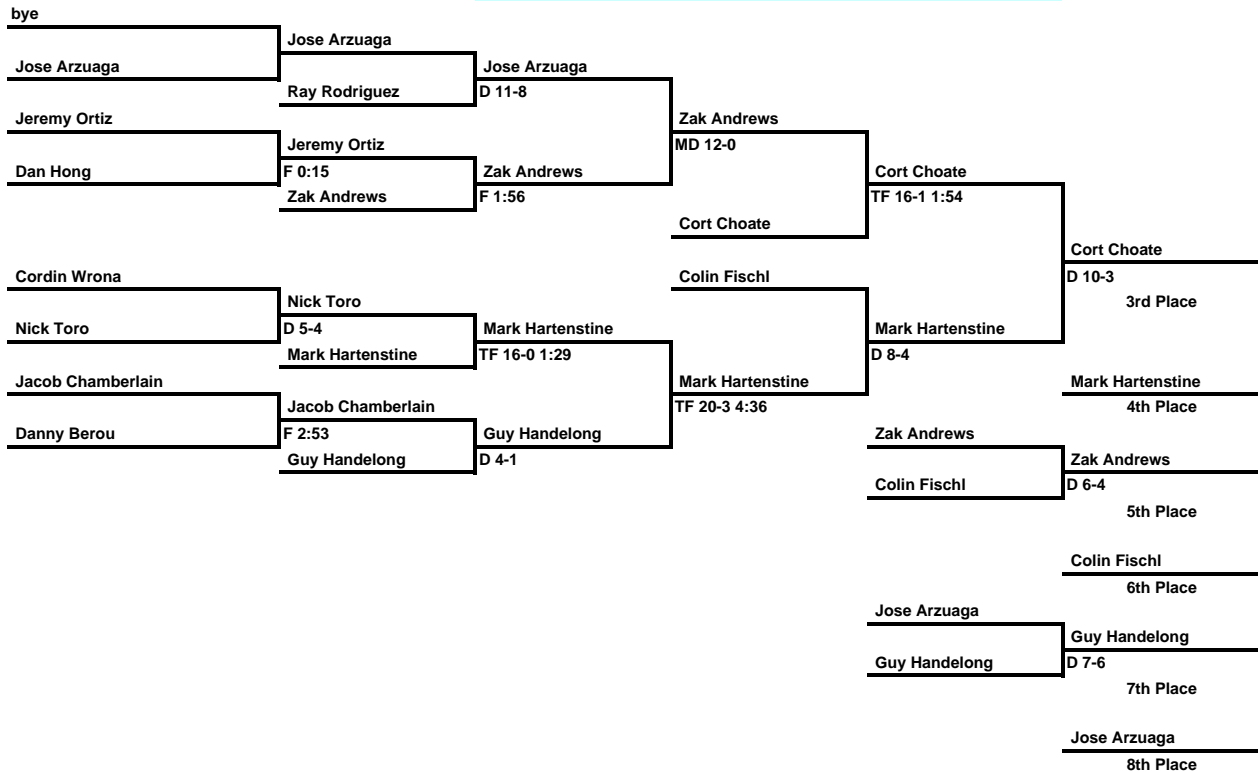 bye
Jose Arzuaga
Jose Arzuaga
Jose Arzuaga
Ray Rodriguez
D 11-8
Jeremy Ortiz
Zak Andrews
Jeremy Ortiz
MD 12-0
Dan Hong
F 0:15
Zak Andrews
Cort Choate
Zak Andrews
F 1:56
TF 16-1 1:54
Cort Choate
Cort Choate
Cordin Wrona
Colin Fischl
D 10-3
Nick Toro
3rd Place
Nick Toro
D 5-4
Mark Hartenstine
Mark Hartenstine
Mark Hartenstine
TF 16-0 1:29
D 8-4
Jacob Chamberlain
Mark Hartenstine
Mark Hartenstine
Jacob Chamberlain
TF 20-3 4:36
4th Place
Danny Berou
F 2:53
Guy Handelong
Zak Andrews
Guy Handelong
D 4-1
Zak Andrews
Colin Fischl
D 6-4
5th Place
Colin Fischl
6th Place
Jose Arzuaga
Guy Handelong
Guy Handelong
D 7-6
7th Place
Jose Arzuaga
8th Place